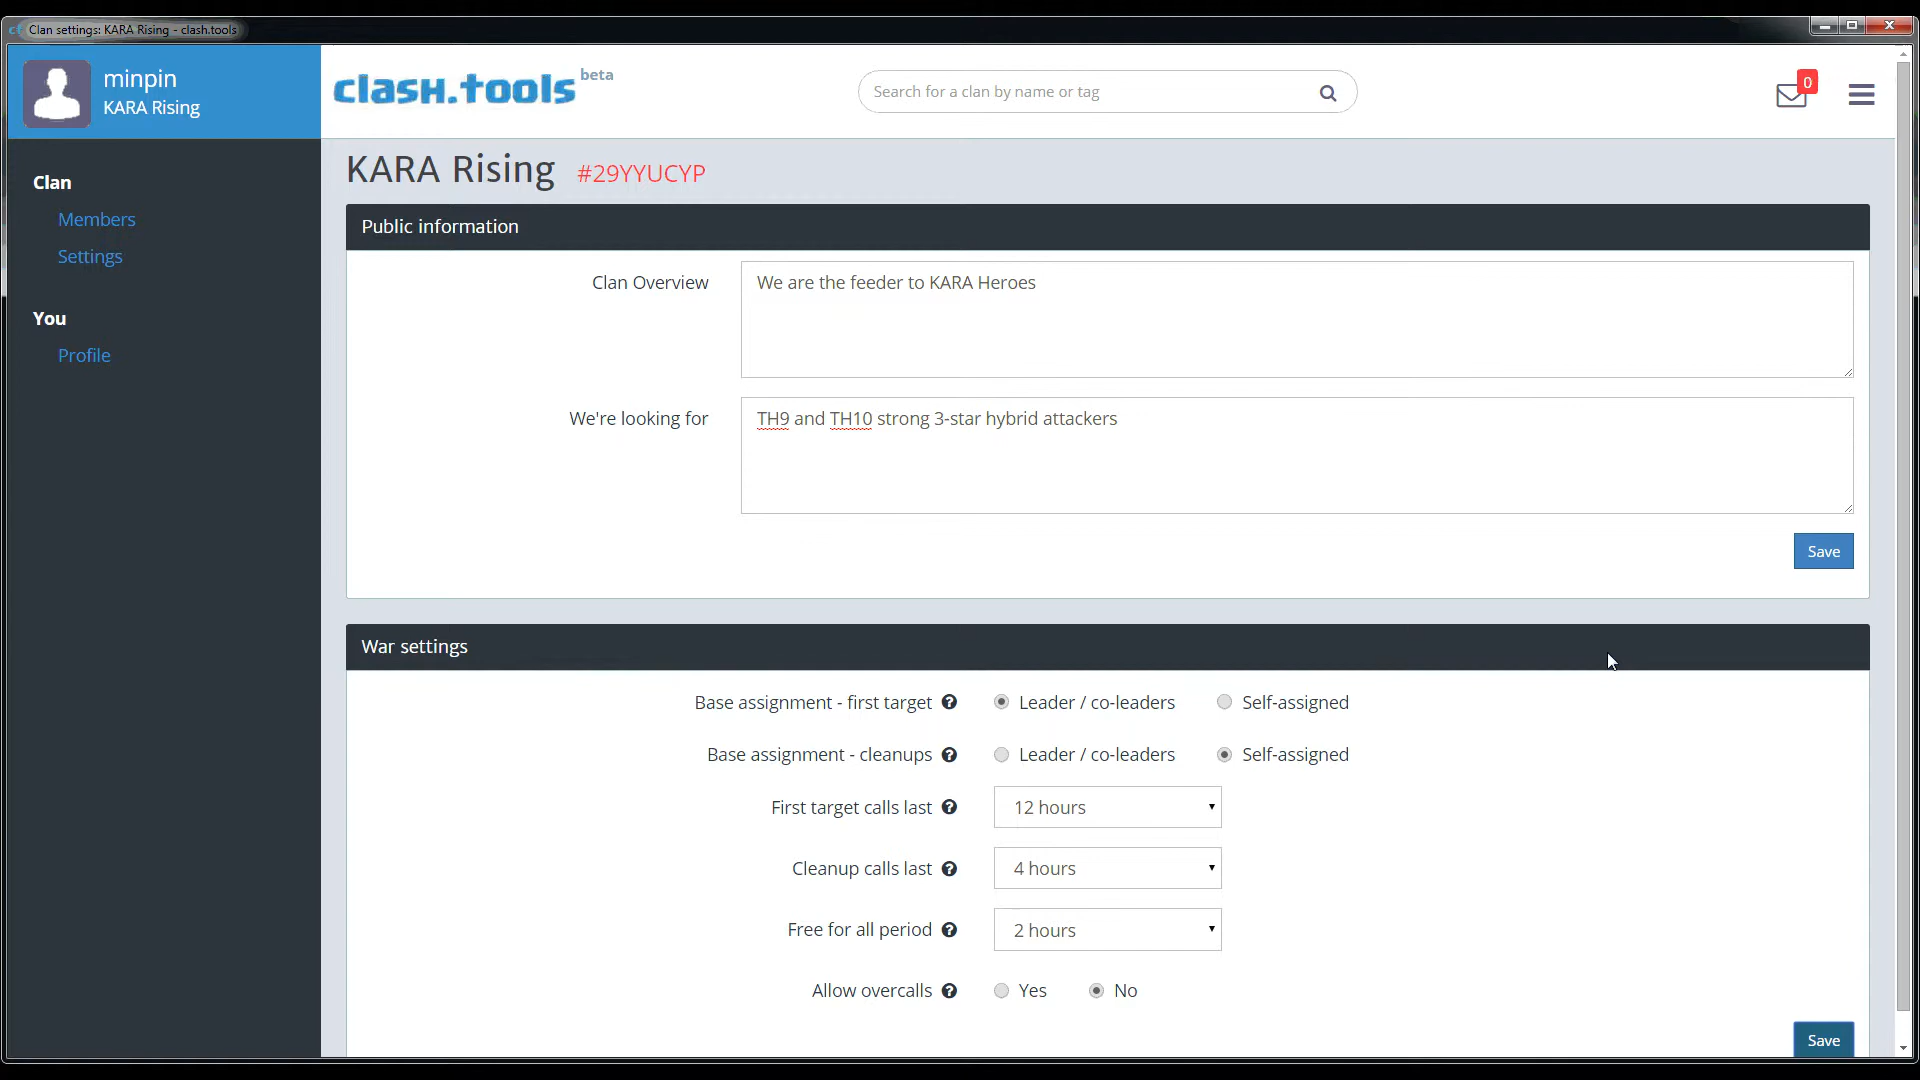 Clan settings: KARA Rising - clash.tools
minpin
KARA Rising
clash.tools beta
Search for a clan by name or tag
0
Clan
Members
Settings
You
Profile
KARA Rising #29YYUCYP
Public information
Clan Overview
We are the feeder to KARA Heroes
We're looking for
TH9 and TH10 strong 3-star hybrid attackers
Save
War settings
Base assignment - first target ? Leader / co-leaders Self-assigned
Base assignment - cleanups ? Leader / co-leaders Self-assigned
First target calls last ? 12 hours
Cleanup calls last ? 4 hours
Free for all period ? 2 hours
Allow overcalls ? Yes No
Save